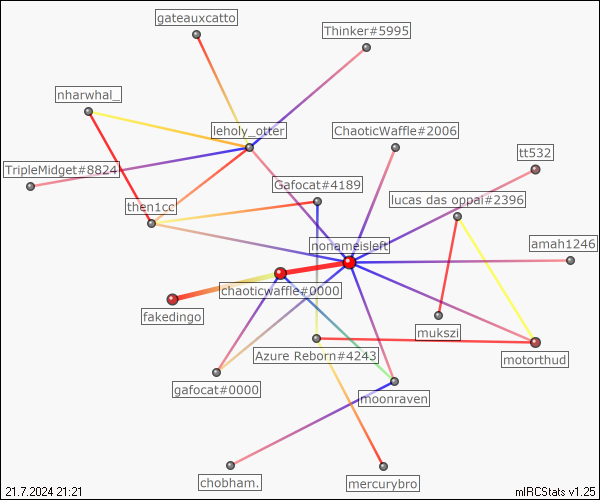 gateauxcatto
Thinker#5995
nharwhal_
leholy_otter
ChaoticWaffle#2006
tt532
TripleMidget#8824
Gafocat#4189
lucas das oppal#2396
then1cc
nonameisleft
amah1246
chaoticwaffle#0000
fakedingo
mukszi
Azure Reborn#4243
motorthud
gafocat#0000
moonraven
chobham.
mercurybro
21.7.2024 21:21
mIRCStats v1.25